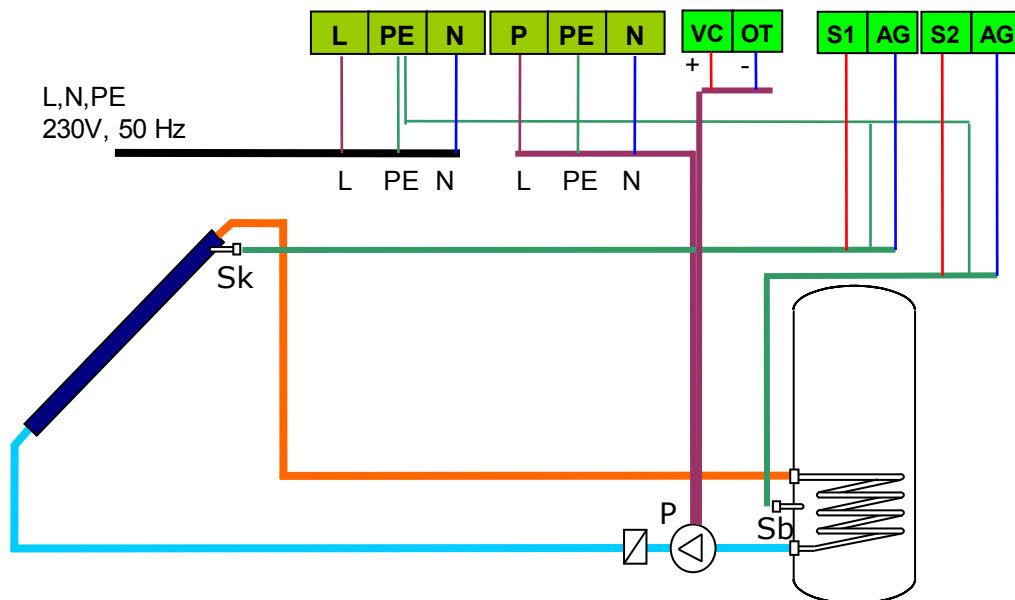 L PE N P PE N VC OT S1 AG S2 AG
+ -
L,N,PE
230V, 50 Hz
L PE N L PE N
Sk
P
Sb